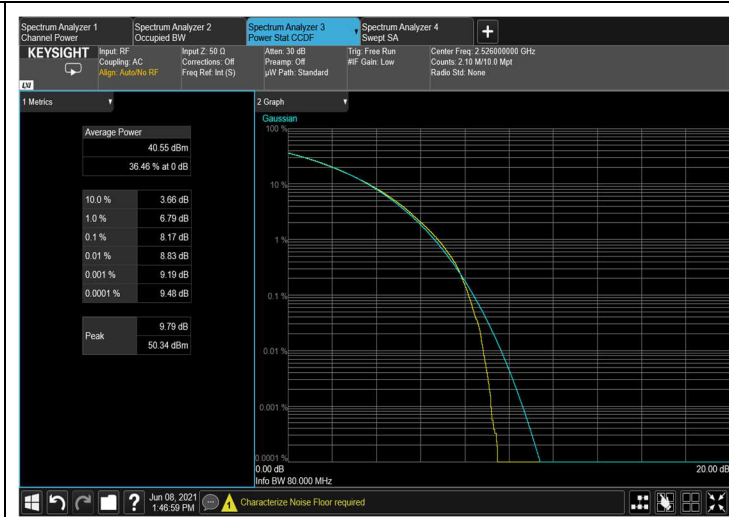 Spectrum Analyzer 1
Channel Power
Spectrum Analyzer 2
Occupied BW
Spectrum Analyzer 3
Power Stat CCDF
Spectrum Analyzer 4
Swept SA
KEYSIGHT
Input: RF
Coupling: AC
Align: Auto/No RF
Input Z: 50 Ω
Corrections: Off
Freq Ref: Int (S)
Atten: 30 dB
Preamp: Off
µW Path: Standard
Trig: Free Run
#IF Gain: Low
Center Freq: 2.526000000 GHz
Counts: 2.10 M/10.0 Mpt
Radio Std: None
LXI
1 Metrics
Average Power
40.55 dBm
36.46 % at 0 dB
10.0 % 3.66 dB
1.0 % 6.79 dB
0.1 % 8.17 dB
0.01 % 8.83 dB
0.001 % 9.19 dB
0.0001 % 9.48 dB
Peak
9.79 dB
50.34 dBm
2 Graph
Gaussian
100 %
10 %
1 %
0.1 %
0.01 %
0.001 %
0.0001 %
0.00 dB
20.00 dB
Info BW 80.000 MHz
?
Jun 08, 2021
1:46:59 PM
1
Characterize Noise Floor required